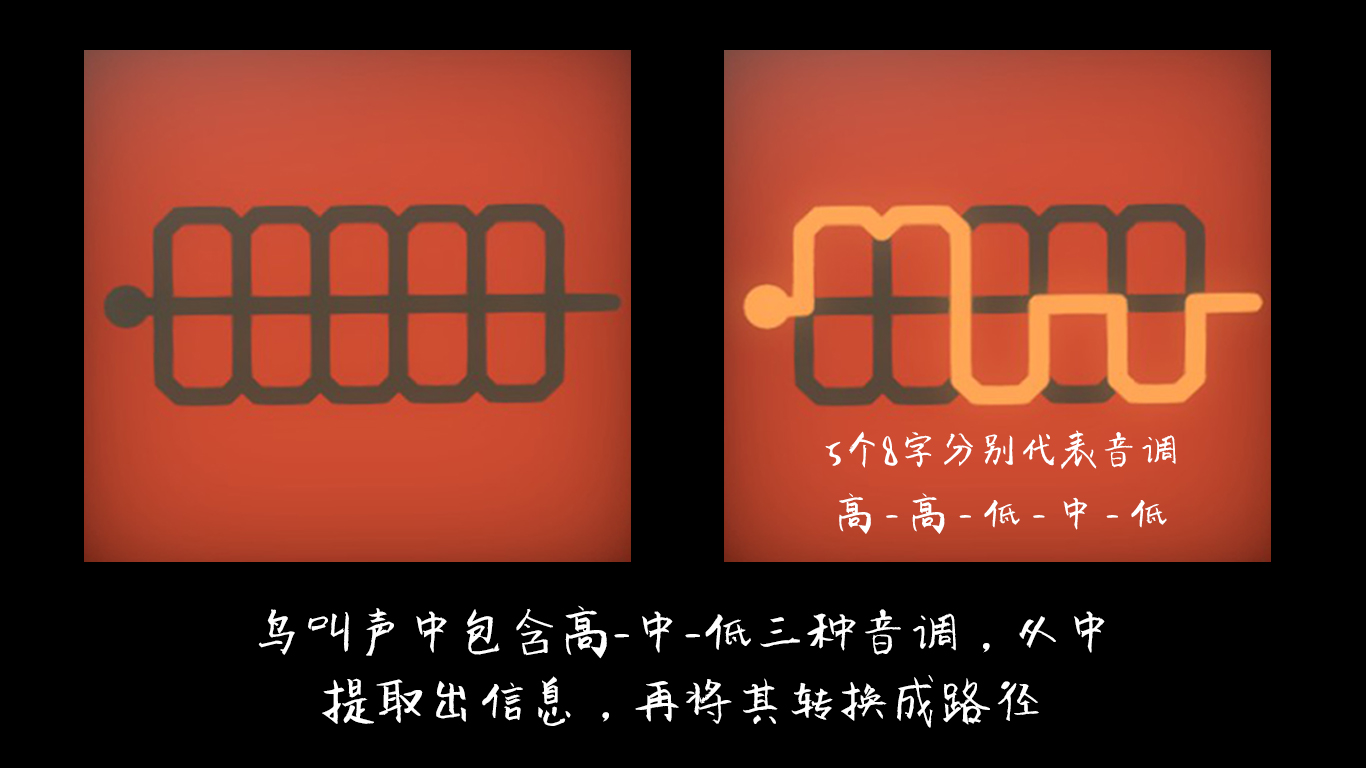 5个8字分别代表音调
高-高-低-中-低
鸟叫声中包含高-中-低三种音调，从中
提取出信息，再将其转换成路径